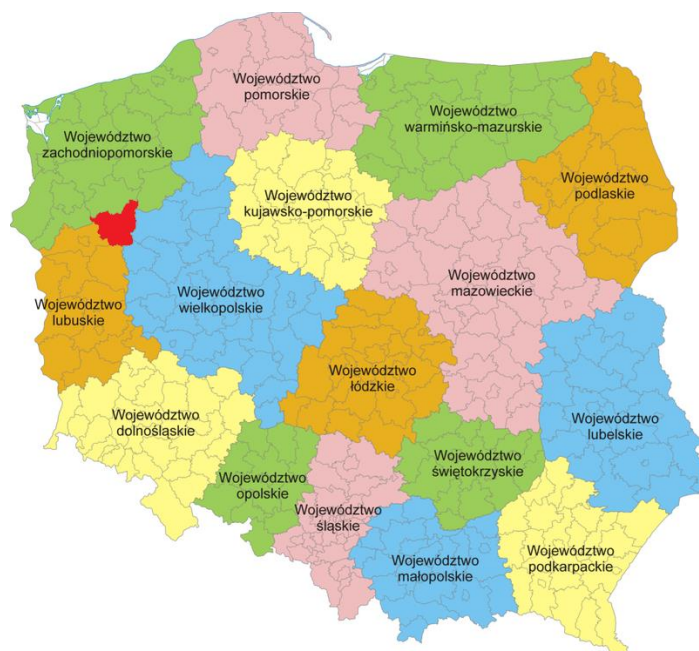 Województwo
pomorskie
Województwo
warmińsko-mazurskie
Województwo
zachodniopomorskie
Województwo
podlaskie
Województwo
kujawsko-pomorskie
Województwo
mazowieckie
Województwo
lubuskie
Województwo
wielkopolskie
Województwo
łódzkie
Województwo
dolnośląskie
Województwo
lubelskie
Województwo
świętokrzyskie
Województwo
opolskie
Województwo
śląskie
Województwo
małopolskie
Województwo
podkarpackie